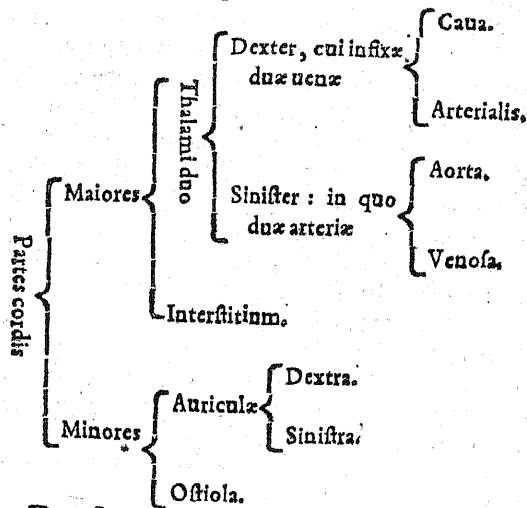 Partes cordis
Maiores
Thalami duo
Dexter, cui infixæ
duæ uenæ
Caua.
Arterialis.
Siniſter : in quo
duæ arteriæ
Aorta.
Venoſa.
Interſtitium.
Minores
Auriculæ
Dextra.
Siniſtra.
Oſtiola.